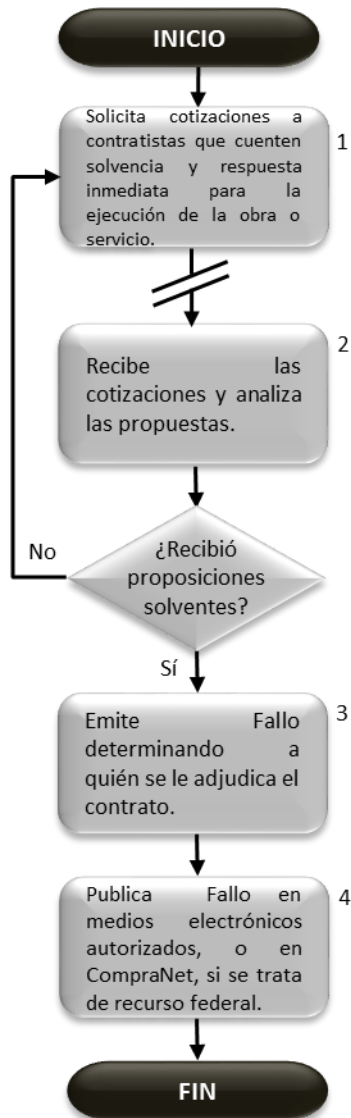 INICIO
Solicita cotizaciones a
contratistas que cuenten
solvencia y respuesta
inmediata para la
ejecución de la obra o
servicio.
1
Recibe las
cotizaciones y analiza
las propuestas.
2
¿Recibió
proposiciones
solventes?
No
Sí
Emite Fallo
determinando a
quién se le adjudica el
contrato.
3
Publica Fallo en
medios electrónicos
autorizados, o en
CompraNet, si se trata
de recurso federal.
4
FIN